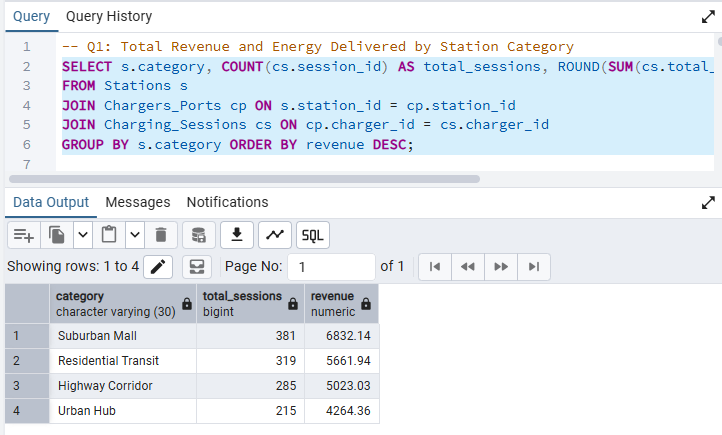 Query Query History
1 -- Q1: Total Revenue and Energy Delivered by Station Category
2 SELECT s.category, COUNT(cs.session_id) AS total_sessions, ROUND(SUM(cs.total_
3 FROM Stations s
4 JOIN Chargers_Ports cp ON s.station_id = cp.station_id
5 JOIN Charging_Sessions cs ON cp.charger_id = cs.charger_id
6 GROUP BY s.category ORDER BY revenue DESC;
7
Data Output Messages Notifications
SQL
Showing rows: 1 to 4 Page No: 1 of 1
category total_sessions revenue
character varying (30) bigint numeric
1 Suburban Mall 381 6832.14
2 Residential Transit 319 5661.94
3 Highway Corridor 285 5023.03
4 Urban Hub 215 4264.36